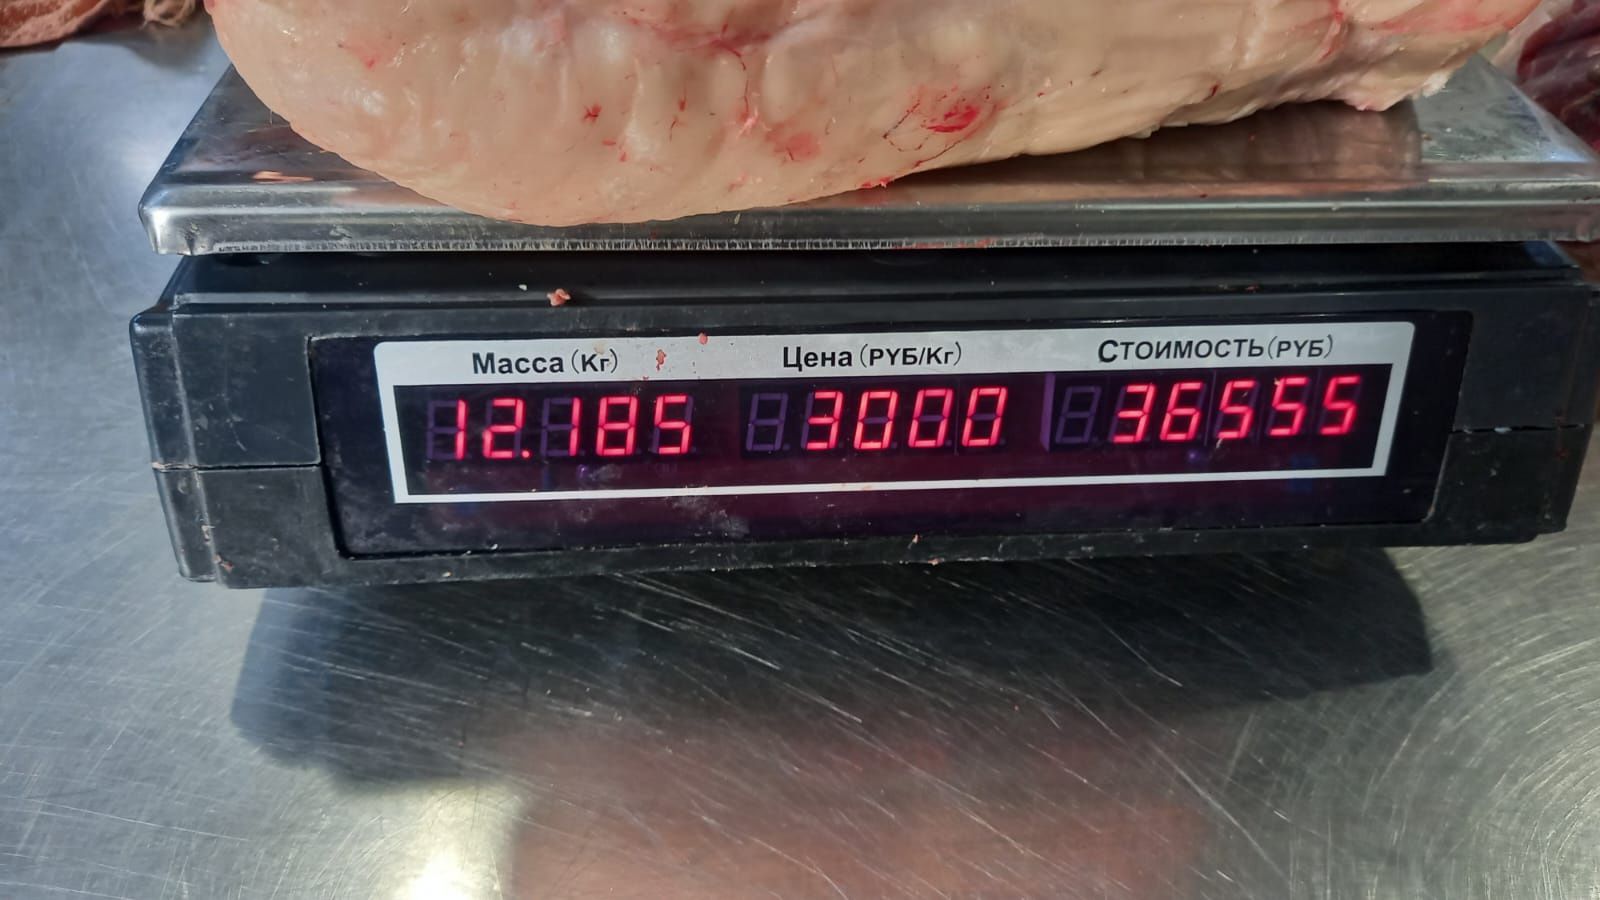 Масса (Кг) Цена (РУБ/Кг) СТОИМОСТЬ (РУБ)
12.185 3000 36555